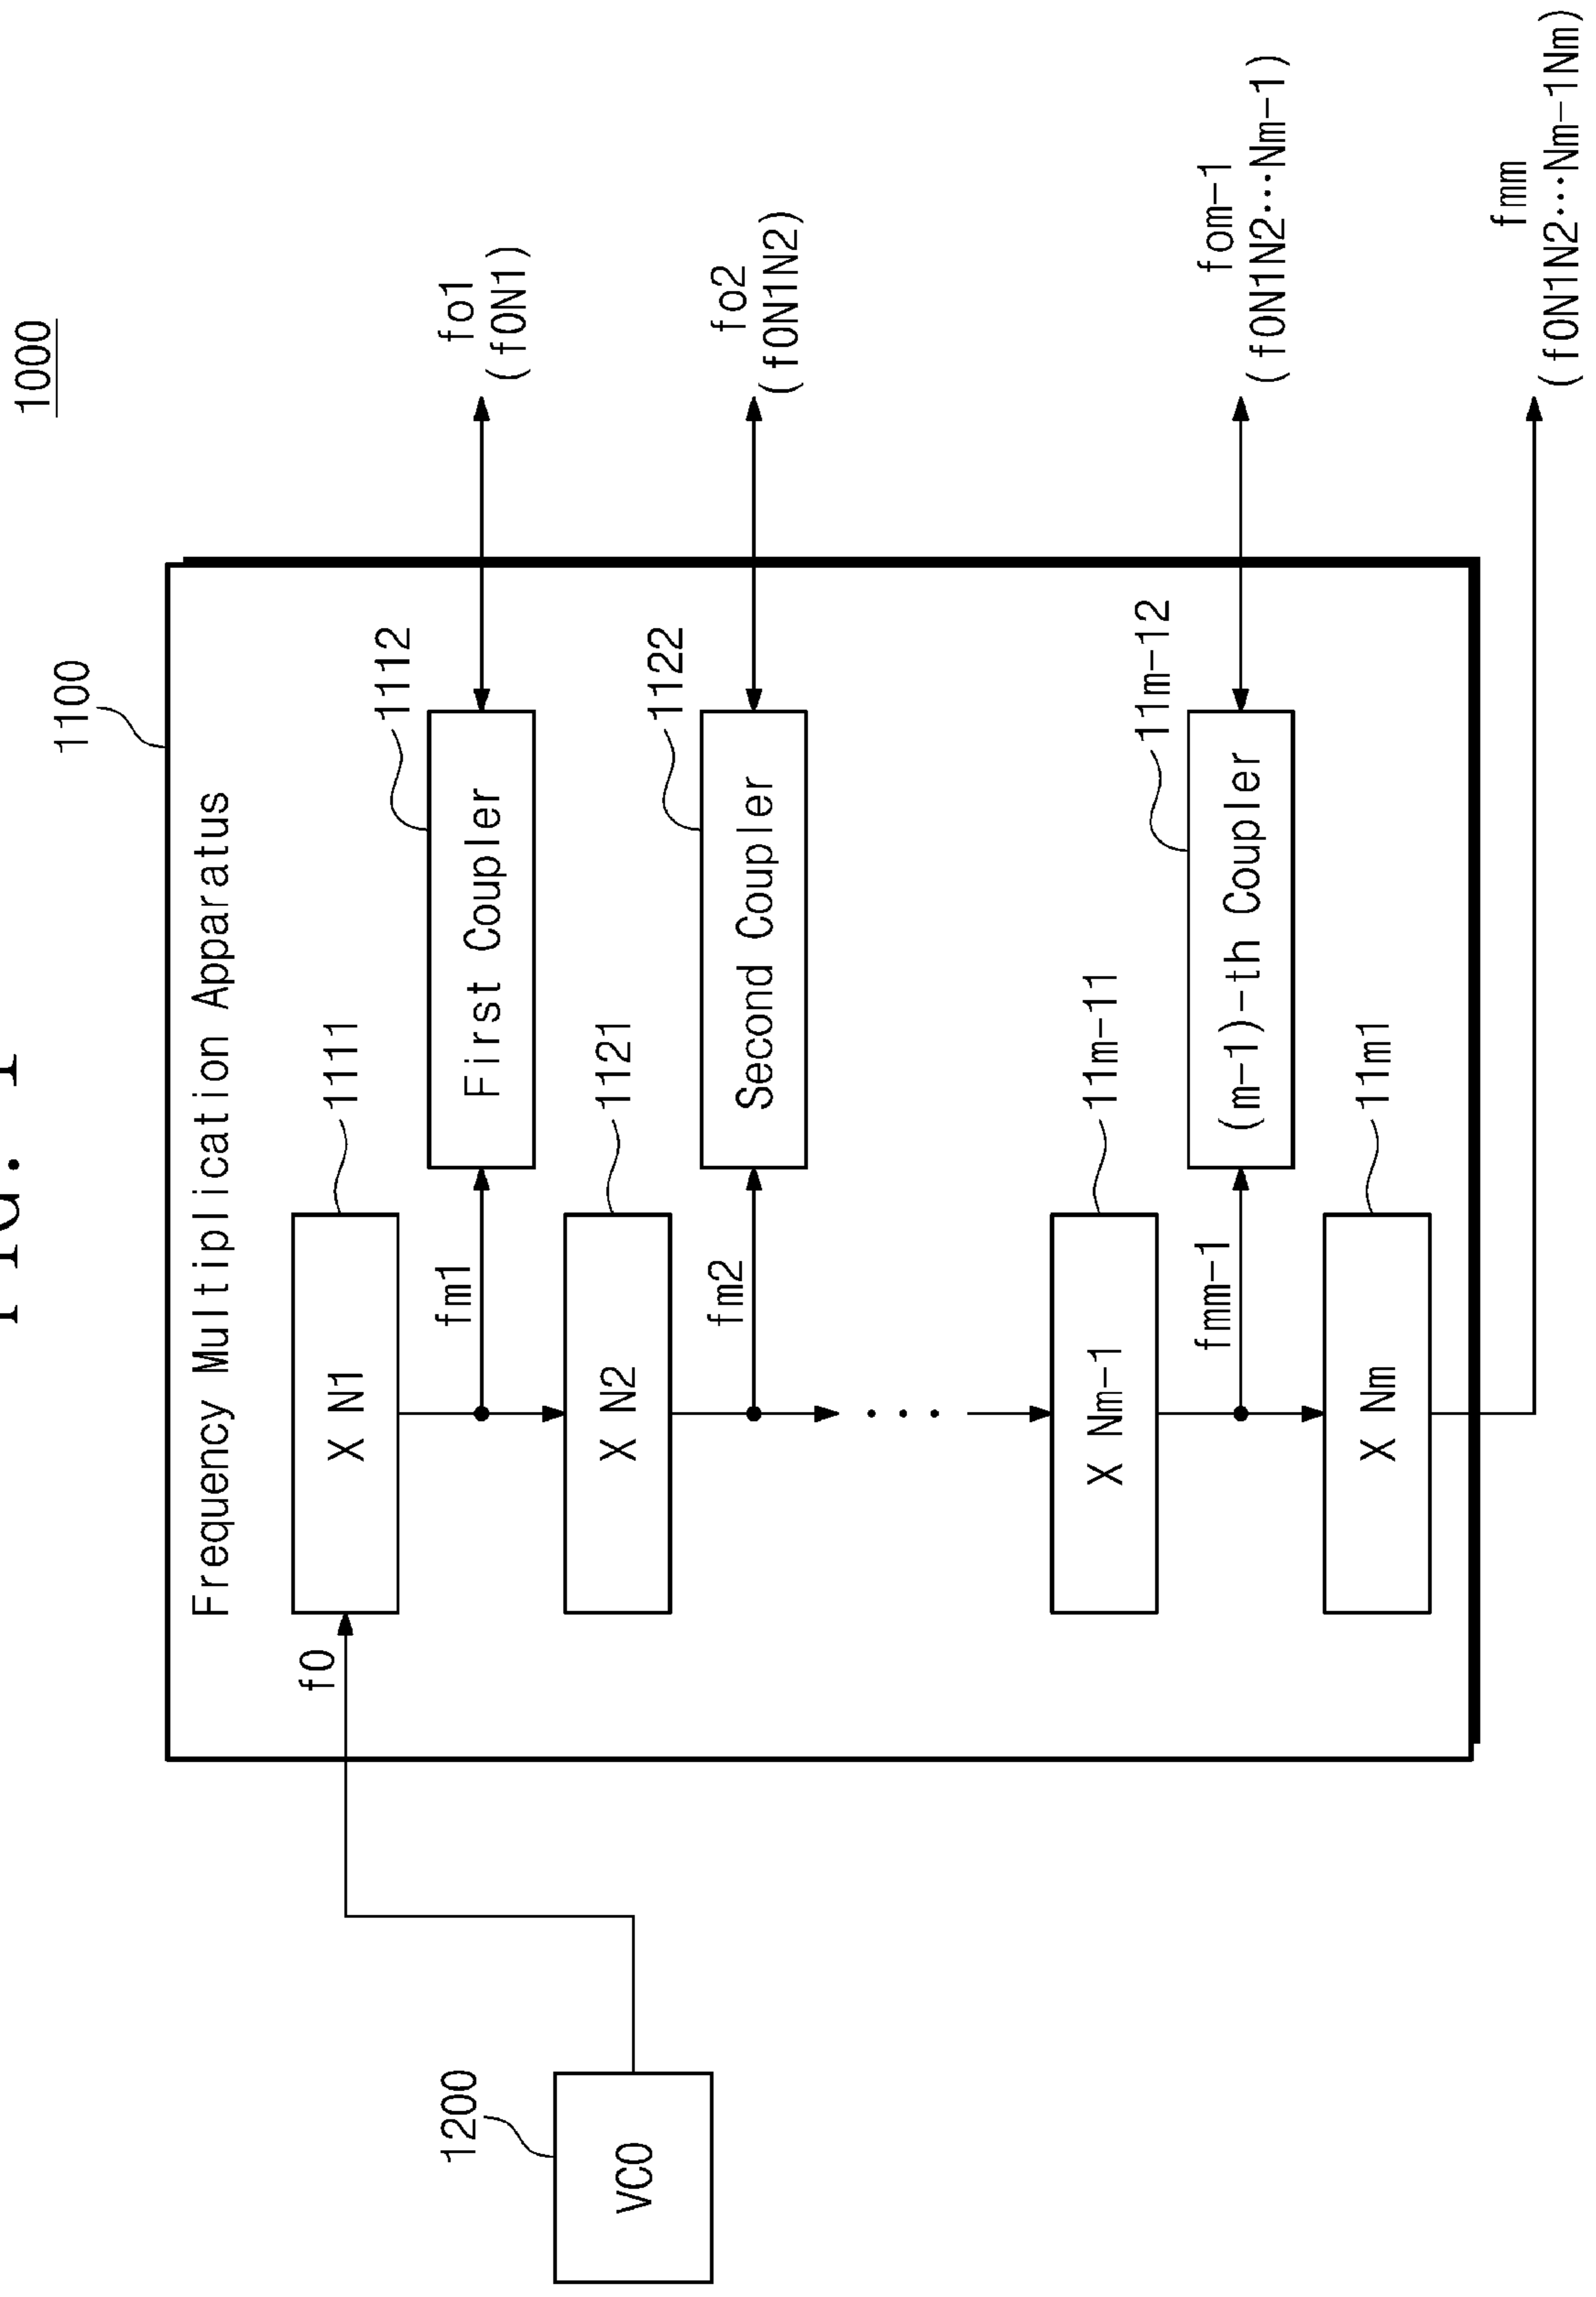 FIG. 1
1000
1100
Frequency Multiplication Apparatus
f0
X N1
1111
fm1
First Coupler
1112
fo1
(f0N1)
X N2
1121
fm2
Second Coupler
1122
fo2
(f0N1N2)
1200
VCO
...
X Nm-1
11m-11
fmm-1
(m-1)-th Coupler
11m-12
fom-1
(f0N1N2...Nm-1)
X Nm
11m1
fmm
(f0N1N2...Nm-1Nm)